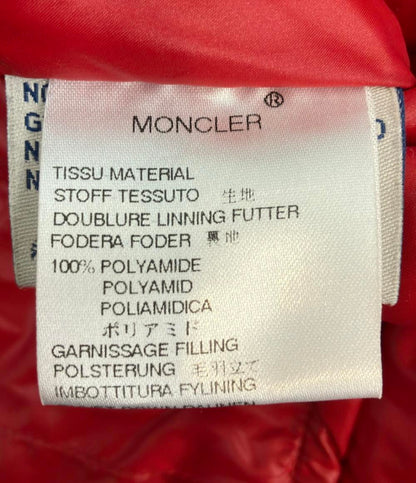 ®
MONCLER
TISSU MATERIAL
STOFF TESSUTO 生地
DOUBLURE LINNING FUTTER
FODERA FODER 裏地
100% POLYAMIDE
POLYAMID
POLIAMIDICA
ポリアミド
GARNISSAGE FILLING
POLSTERUNG 毛羽立て
IMBOTTITURA FYLINING